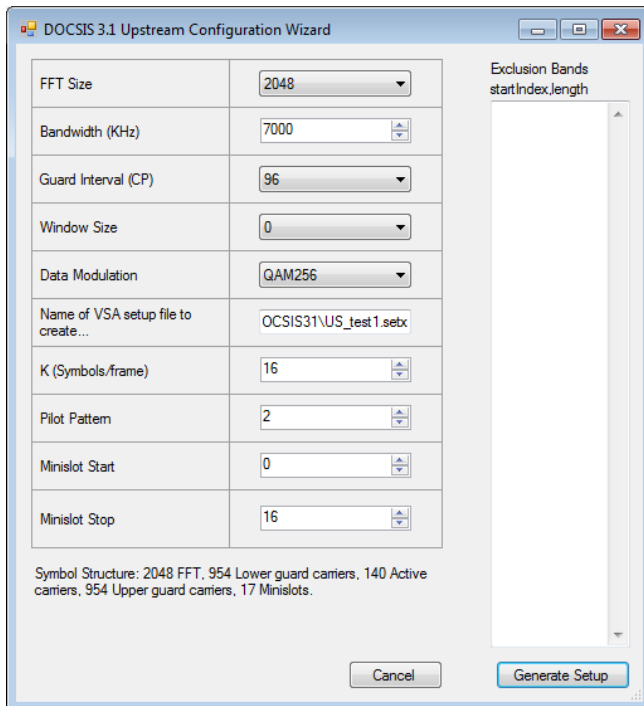 DOCSIS 3.1 Upstream Configuration Wizard
FFT Size
2048
Bandwidth (KHz)
7000
Guard Interval (CP)
96
Window Size
0
Data Modulation
QAM256
Name of VSA setup file to
create...
OCSIS31\US_test1.setx
K (Symbols/frame)
16
Pilot Pattern
2
Minislot Start
0
Minislot Stop
16
Symbol Structure: 2048 FFT, 954 Lower guard carriers, 140 Active
carriers, 954 Upper guard carriers, 17 Minislots.
Exclusion Bands
startIndex,length
Cancel
Generate Setup